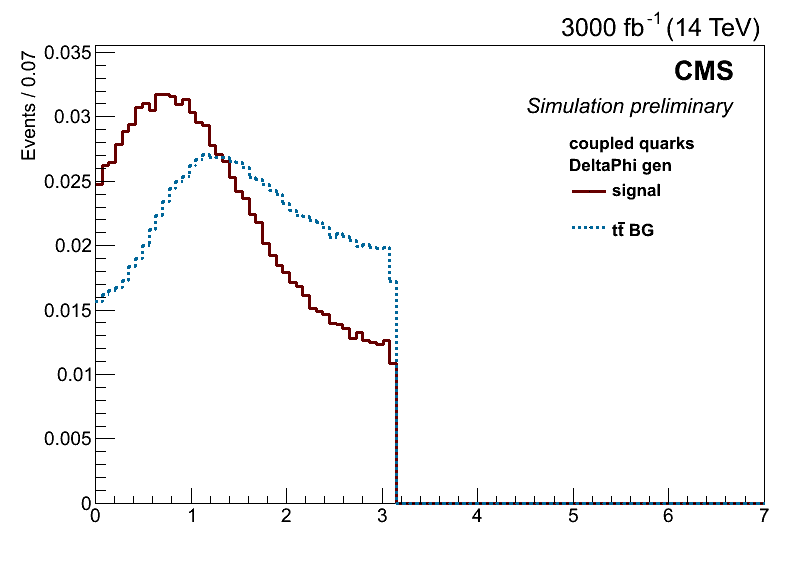 3000 fb⁻¹ (14 TeV)
Events / 0.07
0.035
0.03
0.025
0.02
0.015
0.01
0.005
0
CMS
Simulation preliminary
coupled quarks
DeltaPhi gen
signal
tt̄ BG
0 1 2 3 4 5 6 7